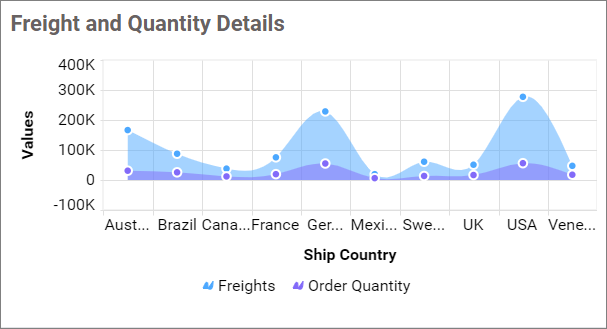 Freight and Quantity Details
400K
300K
200K
100K
0
-100K
Values
Aust... Brazil Cana... France Ger... Mexi... Swe... UK USA Vene...
Ship Country
Freights Order Quantity